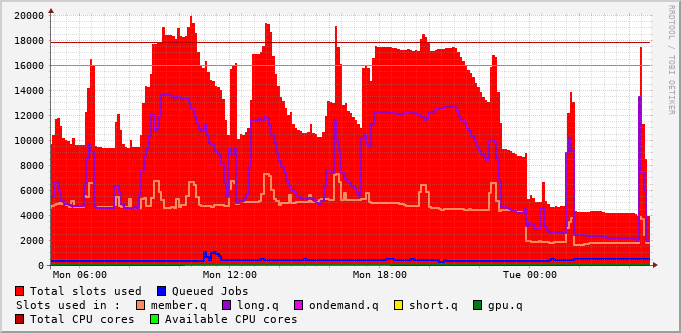 20000
18000
16000
14000
12000
10000
8000
6000
4000
2000
0
Mon 06:00 Mon 12:00 Mon 18:00 Tue 00:00
RRDTOOL / TOBI OETIKER
Total slots used Queued Jobs
Slots used in : member.q long.q ondemand.q short.q gpu.q
Total CPU cores Available CPU cores